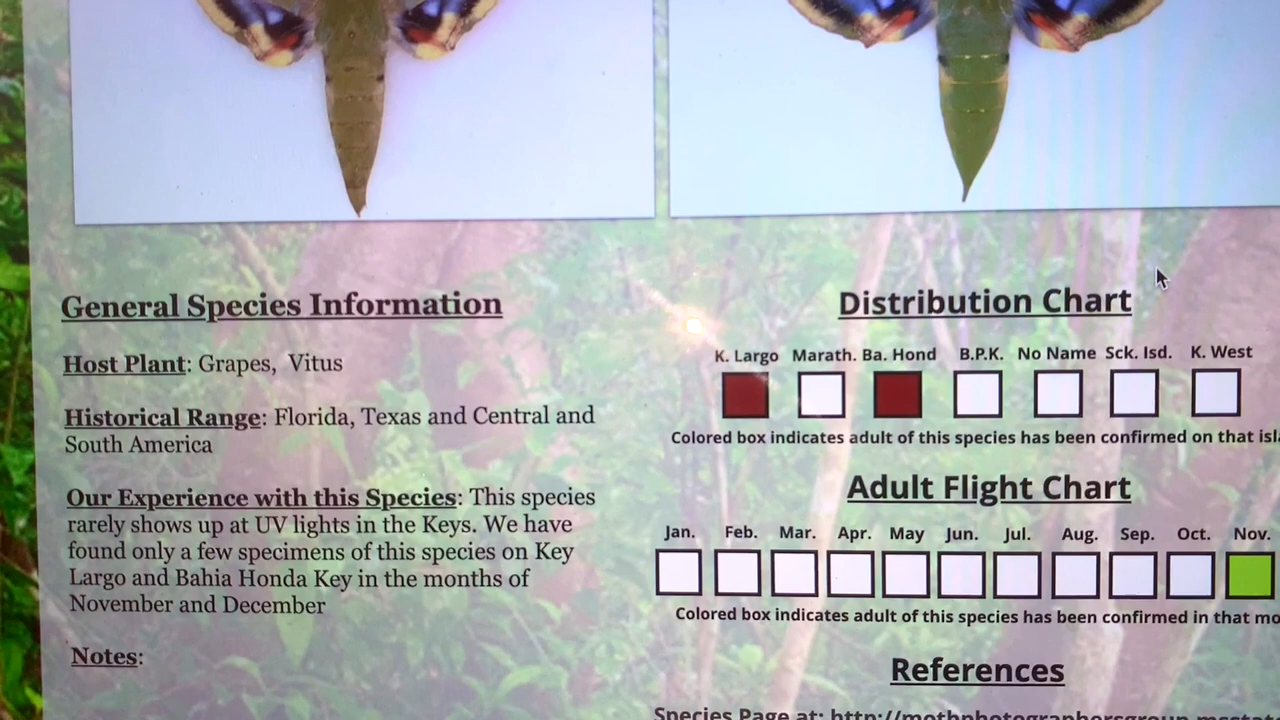 General Species Information
Host Plant: Grapes, Vitus
Historical Range: Florida, Texas and Central and
South America
Our Experience with this Species: This species
rarely shows up at UV lights in the Keys. We have
found only a few specimens of this species on Key
Largo and Bahia Honda Key in the months of
November and December
Notes:
Distribution Chart
K. Largo Marath. Ba. Hond B.P.K. No Name Sck. Isd. K. West
Colored box indicates adult of this species has been confirmed on that
Adult Flight Chart
Jan. Feb. Mar. Apr. May Jun. Jul. Aug. Sep. Oct. Nov.
Colored box indicates adult of this species has been confirmed in that
References
Species Page at: